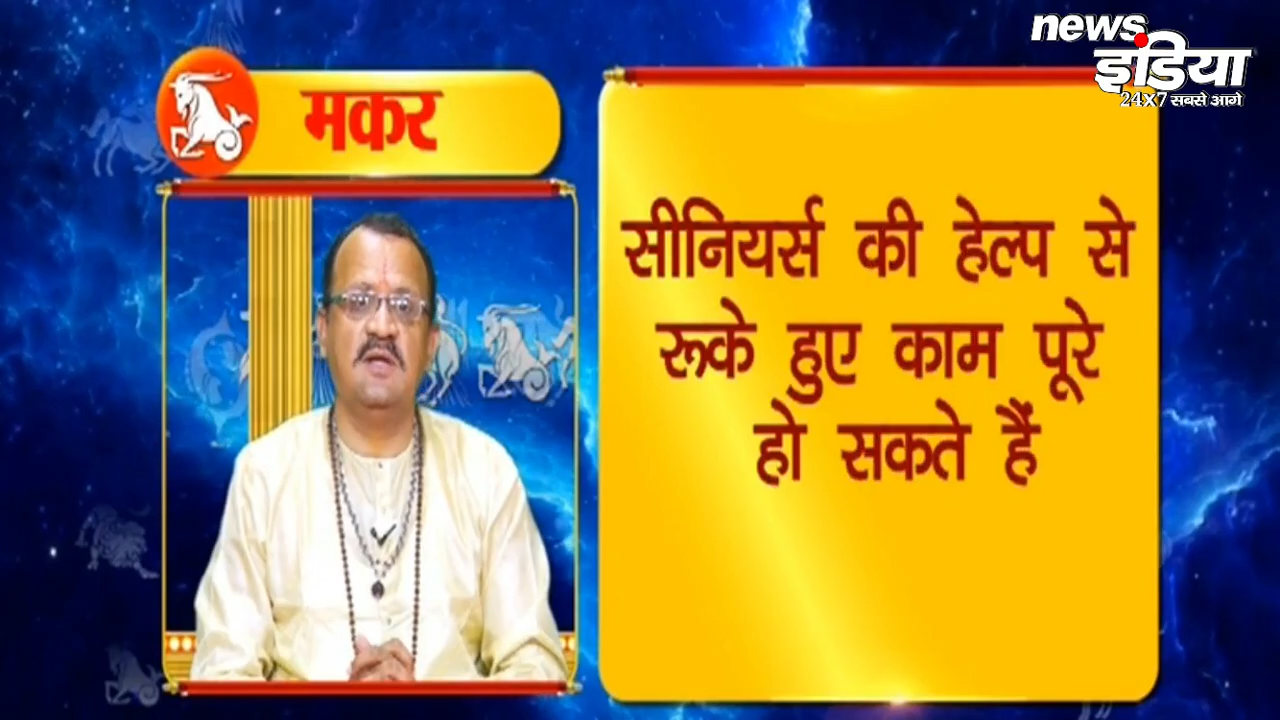 news
इंडिया
24x7 सबसे आगे
मकर
सीनियर्स की हेल्प से
रूके हुए काम पूरे
हो सकते हैं